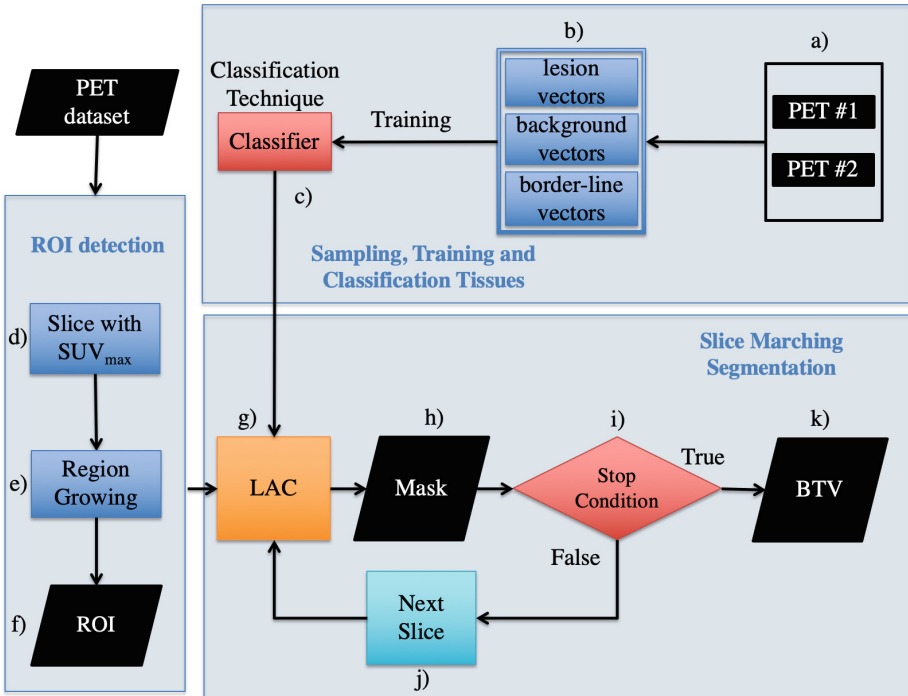 PET
dataset
ROI detection
d)
Slice with
SUVmax
e)
Region
Growing
f)
ROI
Classification
Technique
Classifier
c)
Training
b)
lesion
vectors
background
vectors
border-line
vectors
a)
PET #1
PET #2
Sampling, Training and
Classification Tissues
Slice Marching
Segmentation
g)
LAC
h)
Mask
i)
Stop
Condition
True
False
k)
BTV
Next
Slice
j)